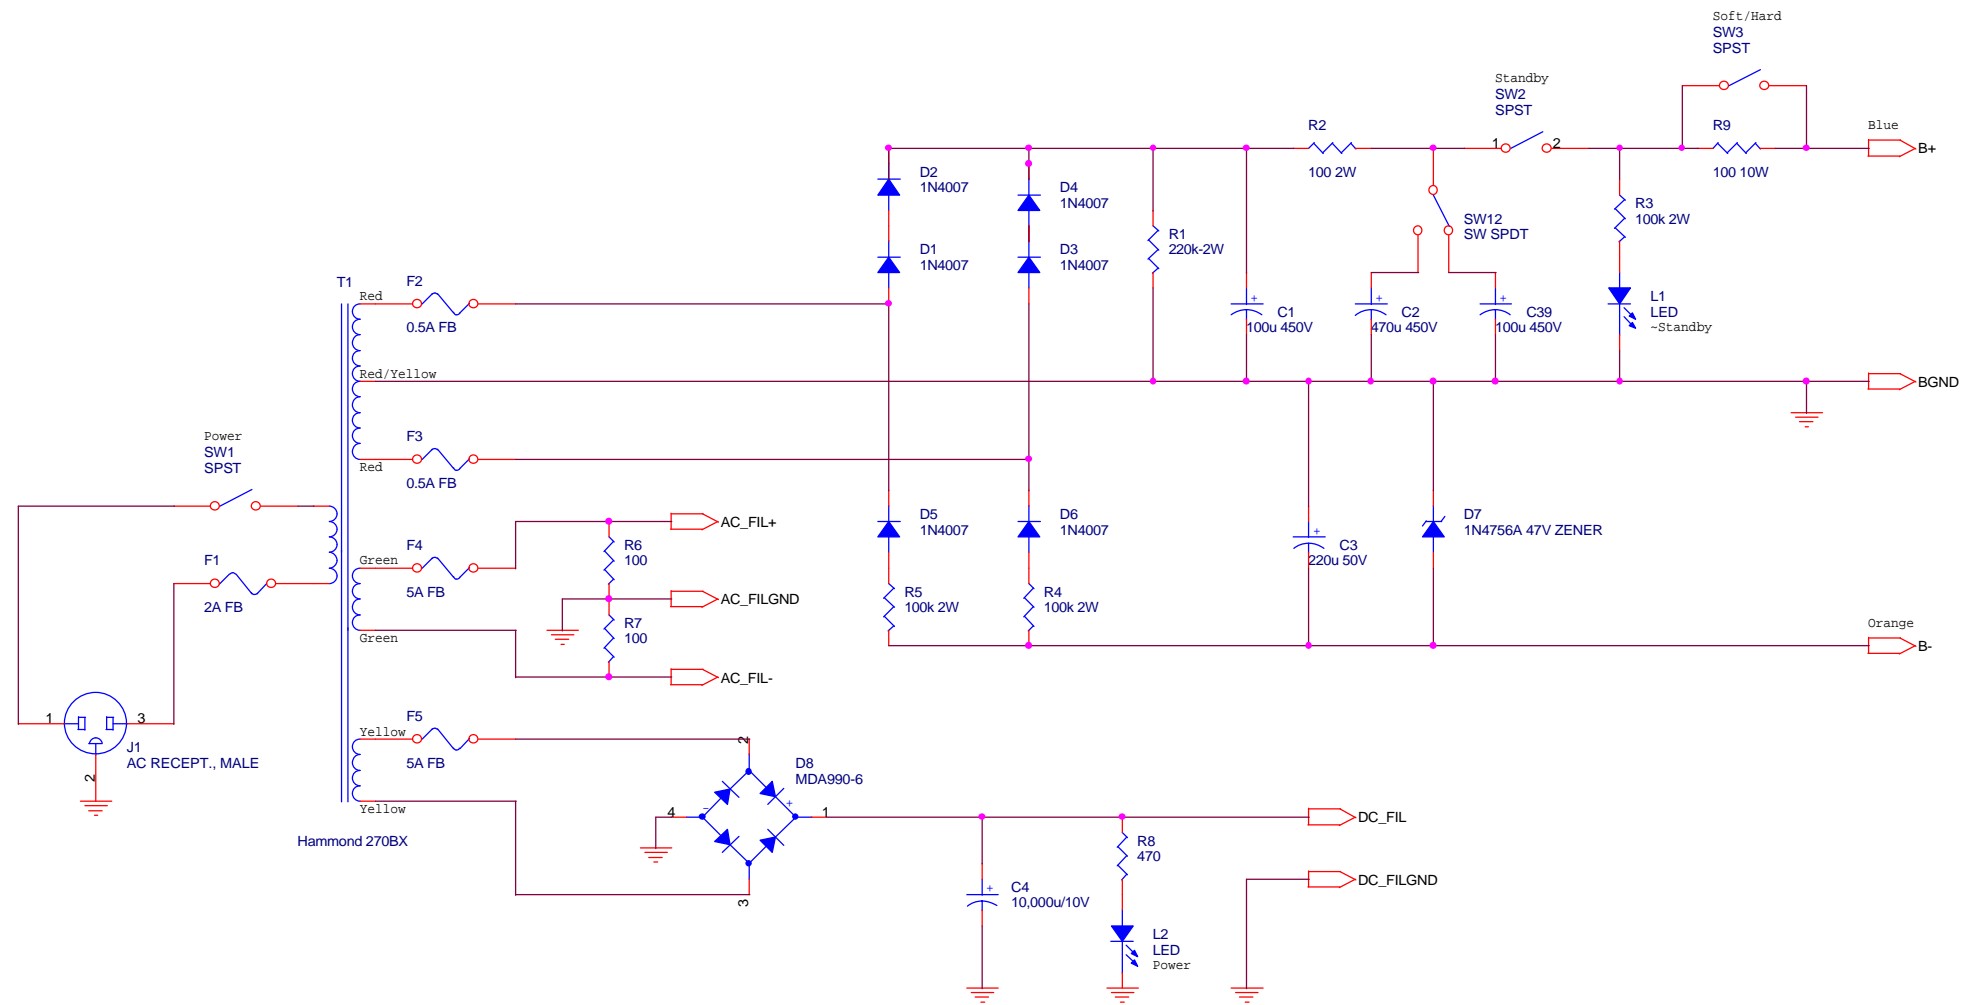 Soft/Hard
SW3
SPST
Standby
SW2
SPST
1
2
R2
100 2W
R9
100 10W
Blue
B+
D2
1N4007
D4
1N4007
R3
100k 2W
SW12
SW SPDT
R1
220k-2W
D1
1N4007
D3
1N4007
T1
Red
F2
0.5A FB
+
C1
100u 450V
+
C2
470u 450V
+
C39
100u 450V
L1
LED
~Standby
Red/Yellow
BGND
Power
SW1
SPST
F3
Red
0.5A FB
D5
1N4007
D6
1N4007
AC_FIL+
+
C3
220u 50V
D7
1N4756A 47V ZENER
R6
100
F1
2A FB
Green
F4
5A FB
Green
AC_FILGND
R7
100
R5
100k 2W
R4
100k 2W
Orange
B-
AC_FIL-
1
3
2
J1
AC RECEPT., MALE
Yellow
F5
5A FB
Yellow
2
D8
MDA990-6
4
-
+
1
3
Hammond 270BX
DC_FIL
R8
470
+
C4
10,000u/10V
DC_FILGND
L2
LED
Power